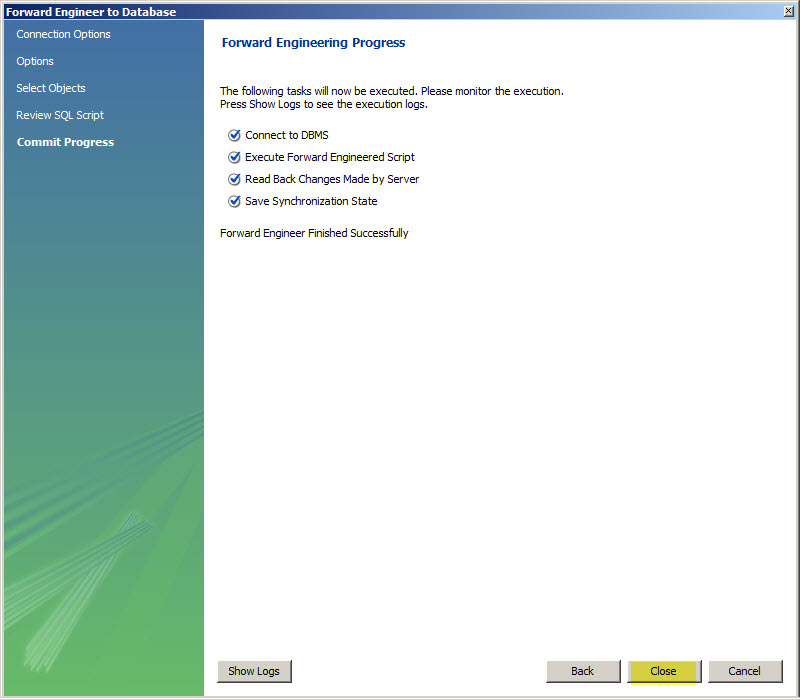 Forward Engineer to Database
Connection Options
Options
Select Objects
Review SQL Script
Commit Progress
Forward Engineering Progress
The following tasks will now be executed. Please monitor the execution.
Press Show Logs to see the execution logs.
Connect to DBMS
Execute Forward Engineered Script
Read Back Changes Made by Server
Save Synchronization State
Forward Engineer Finished Successfully
Show Logs
Back
Close
Cancel